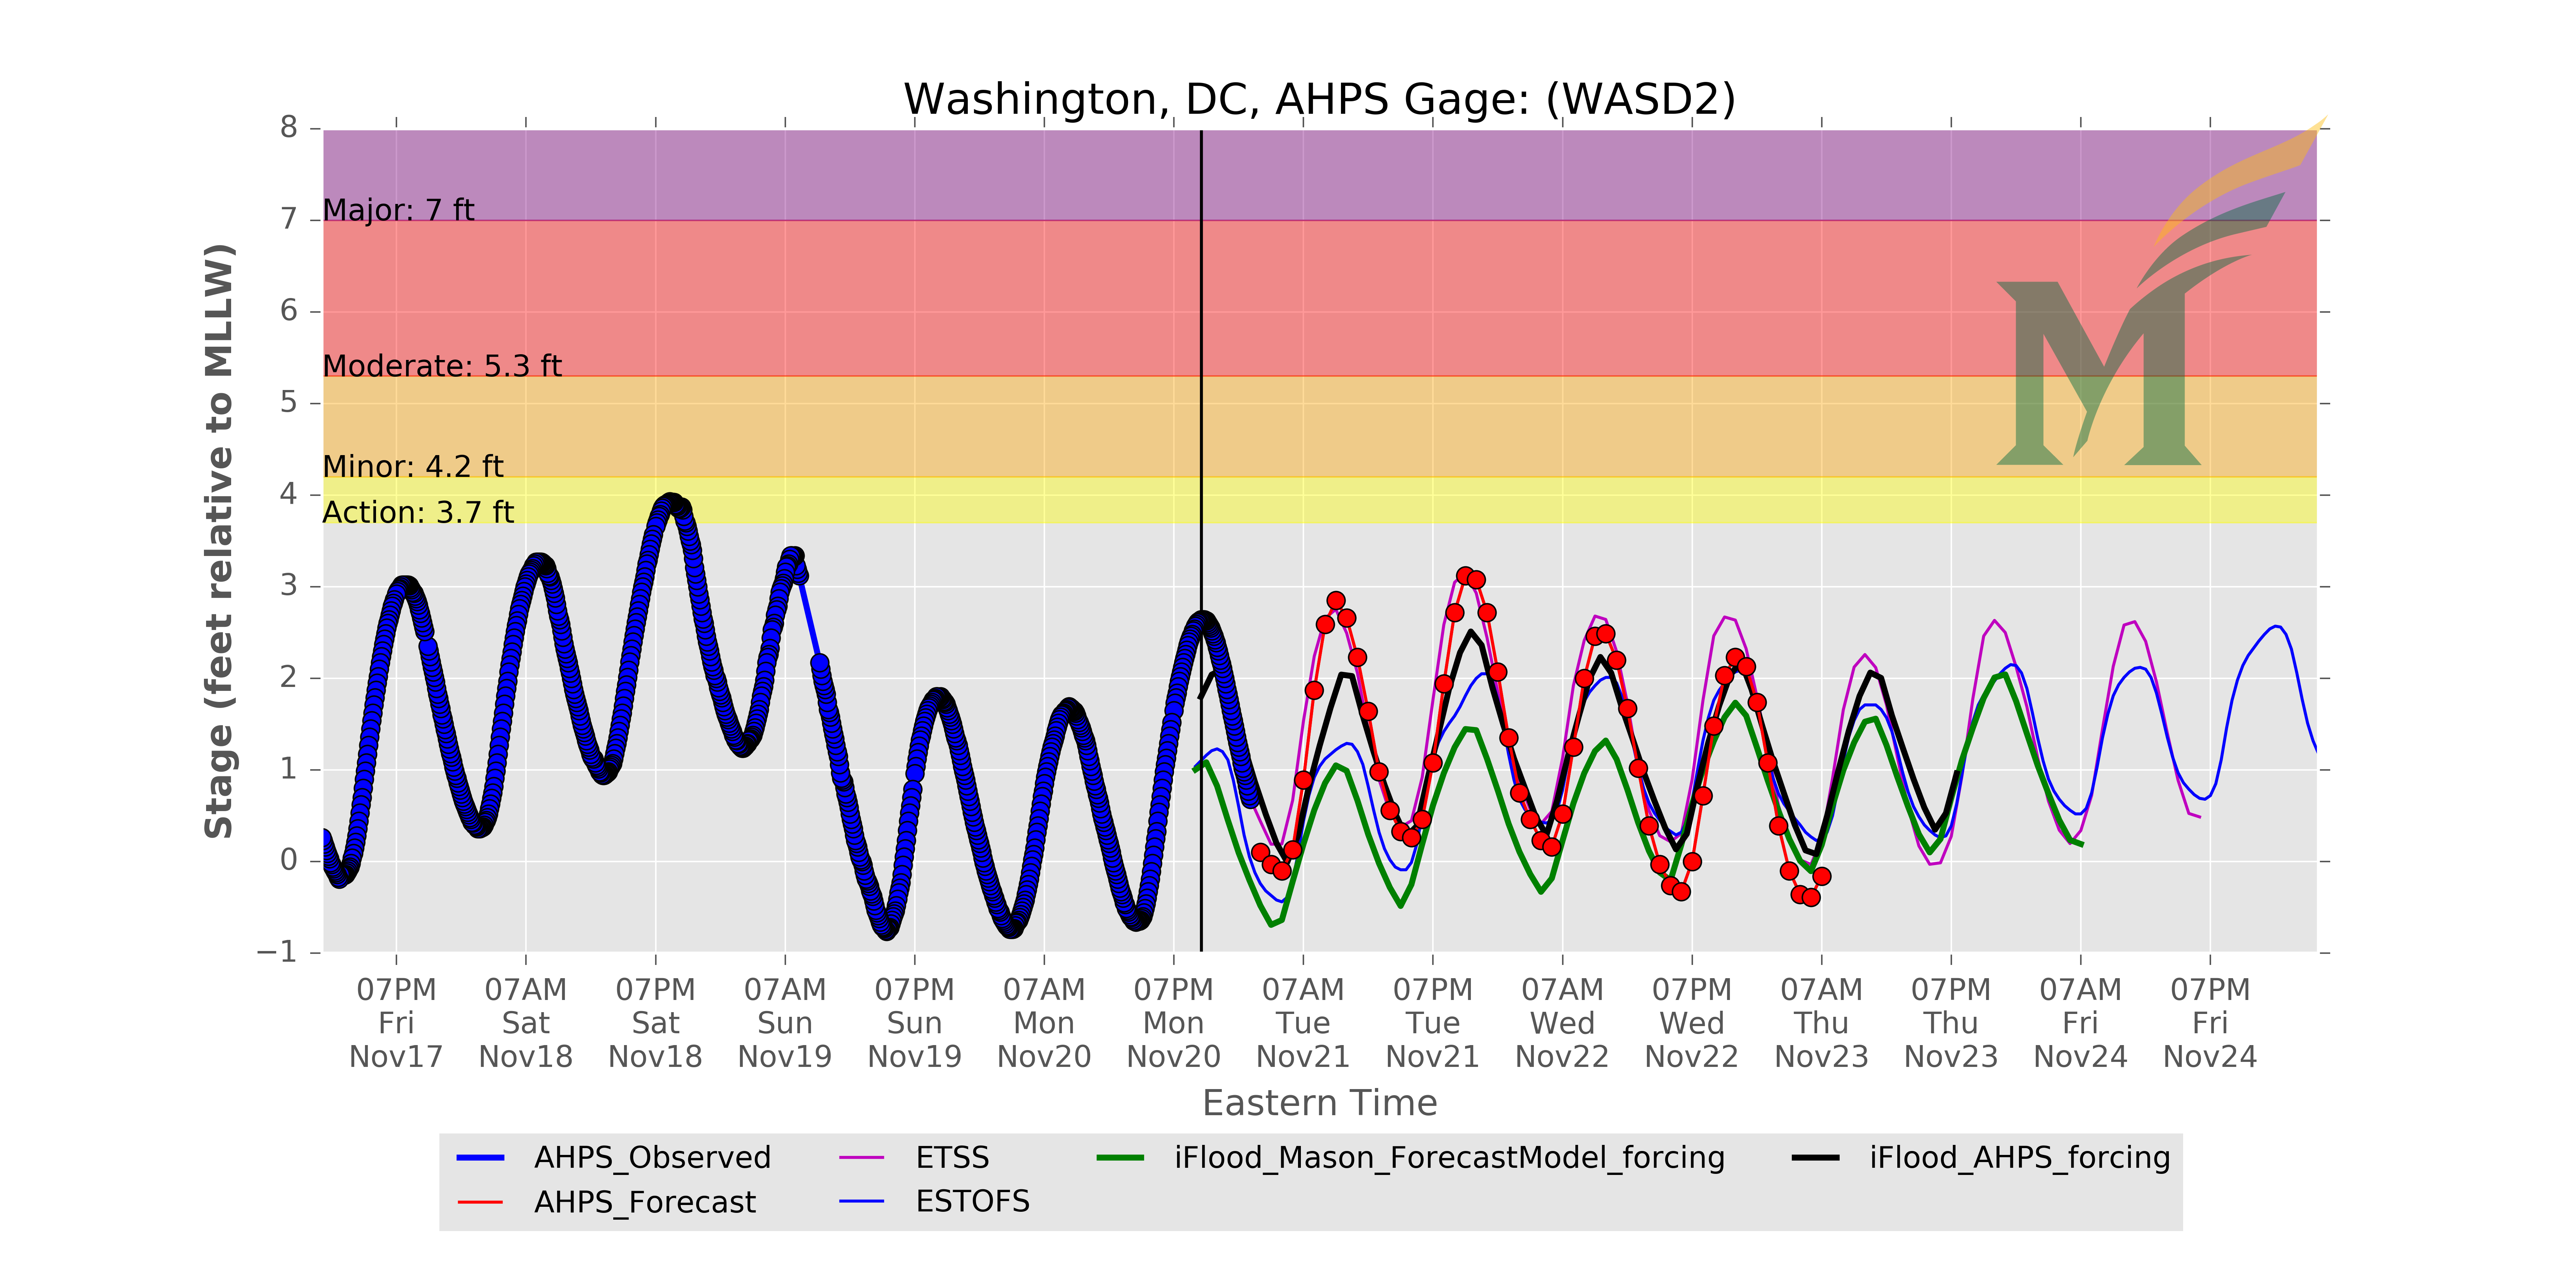 Washington, DC, AHPS Gage: (WASD2)
Stage (feet relative to MLLW)
8
7
6
5
4
3
2
1
0
−1
Major: 7 ft
Moderate: 5.3 ft
Minor: 4.2 ft
Action: 3.7 ft
07PM 07AM 07PM 07AM 07PM 07AM 07PM 07AM 07PM 07AM 07PM 07AM 07PM 07AM 07PM
Fri Sat Sat Sun Sun Mon Mon Tue Tue Wed Wed Thu Thu Fri Fri
Nov17 Nov18 Nov18 Nov19 Nov19 Nov20 Nov20 Nov21 Nov21 Nov22 Nov22 Nov23 Nov23 Nov24 Nov24
Eastern Time
AHPS_Observed ETSS iFlood_Mason_ForecastModel_forcing iFlood_AHPS_forcing
AHPS_Forecast ESTOFS
M